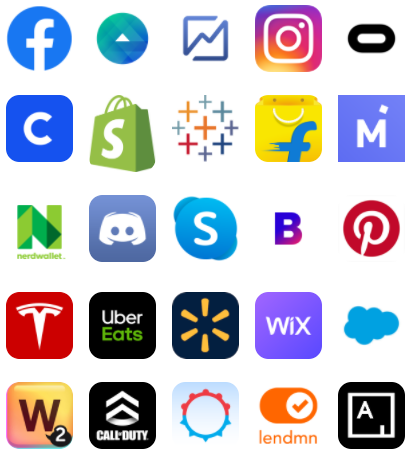 f
C
S
f
M
N
nerdwallet
S
B
P
T
Uber
Eats
WiX
W
2
CALL OF DUTY
lendmn
A